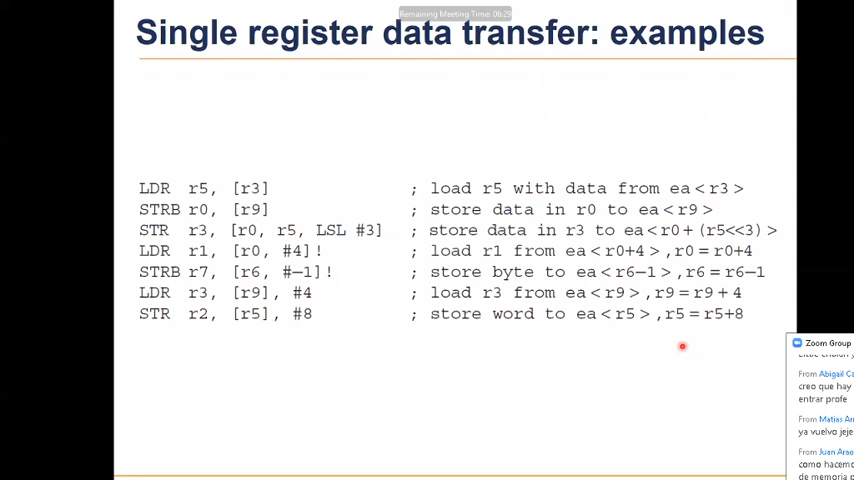 Remaining Meeting Time: 06:29
Single register data transfer: examples
LDR r5, [r3] ; load r5 with data from ea<r3>
STRB r0, [r9] ; store data in r0 to ea<r9>
STR r3, [r0, r5, LSL #3] ; store data in r3 to ea<r0+(r5<<3)>
LDR r1, [r0, #4]! ; load r1 from ea<r0+4>,r0=r0+4
STRB r7, [r6, #–1]! ; store byte to ea<r6–1>,r6=r6–1
LDR r3, [r9], #4 ; load r3 from ea<r9>,r9=r9+4
STR r2, [r5], #8 ; store word to ea<r5>,r5=r5+8
Zoom Group
From Abigail Ca
creo que hay
entrar profe
From Matias Ar
ya vuelvo jeje
From Juan Arao
como hacemo
de memoria p